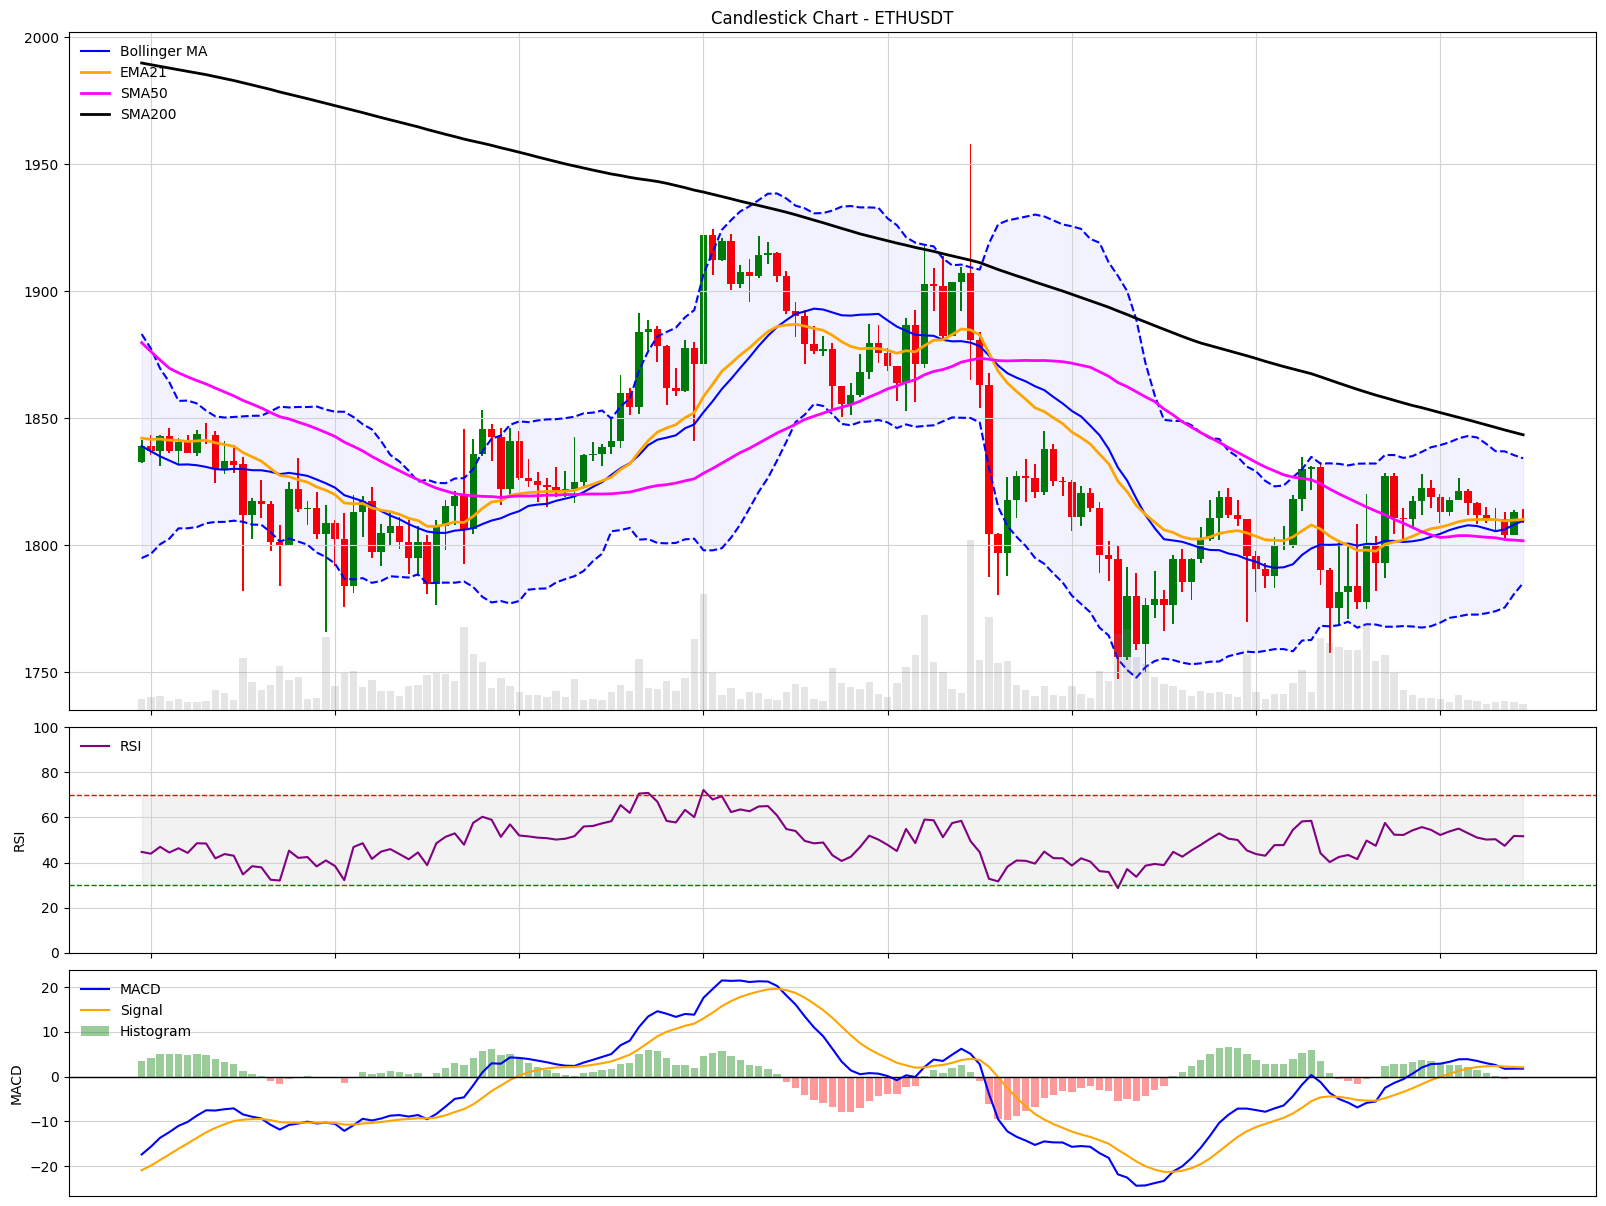 Candlestick Chart - ETHUSDT
2000
1950
1900
1850
1800
1750
Bollinger MA
EMA21
SMA50
SMA200
100
80
60
40
20
0
RSI
RSI
20
10
0
−10
−20
MACD
MACD
Signal
Histogram